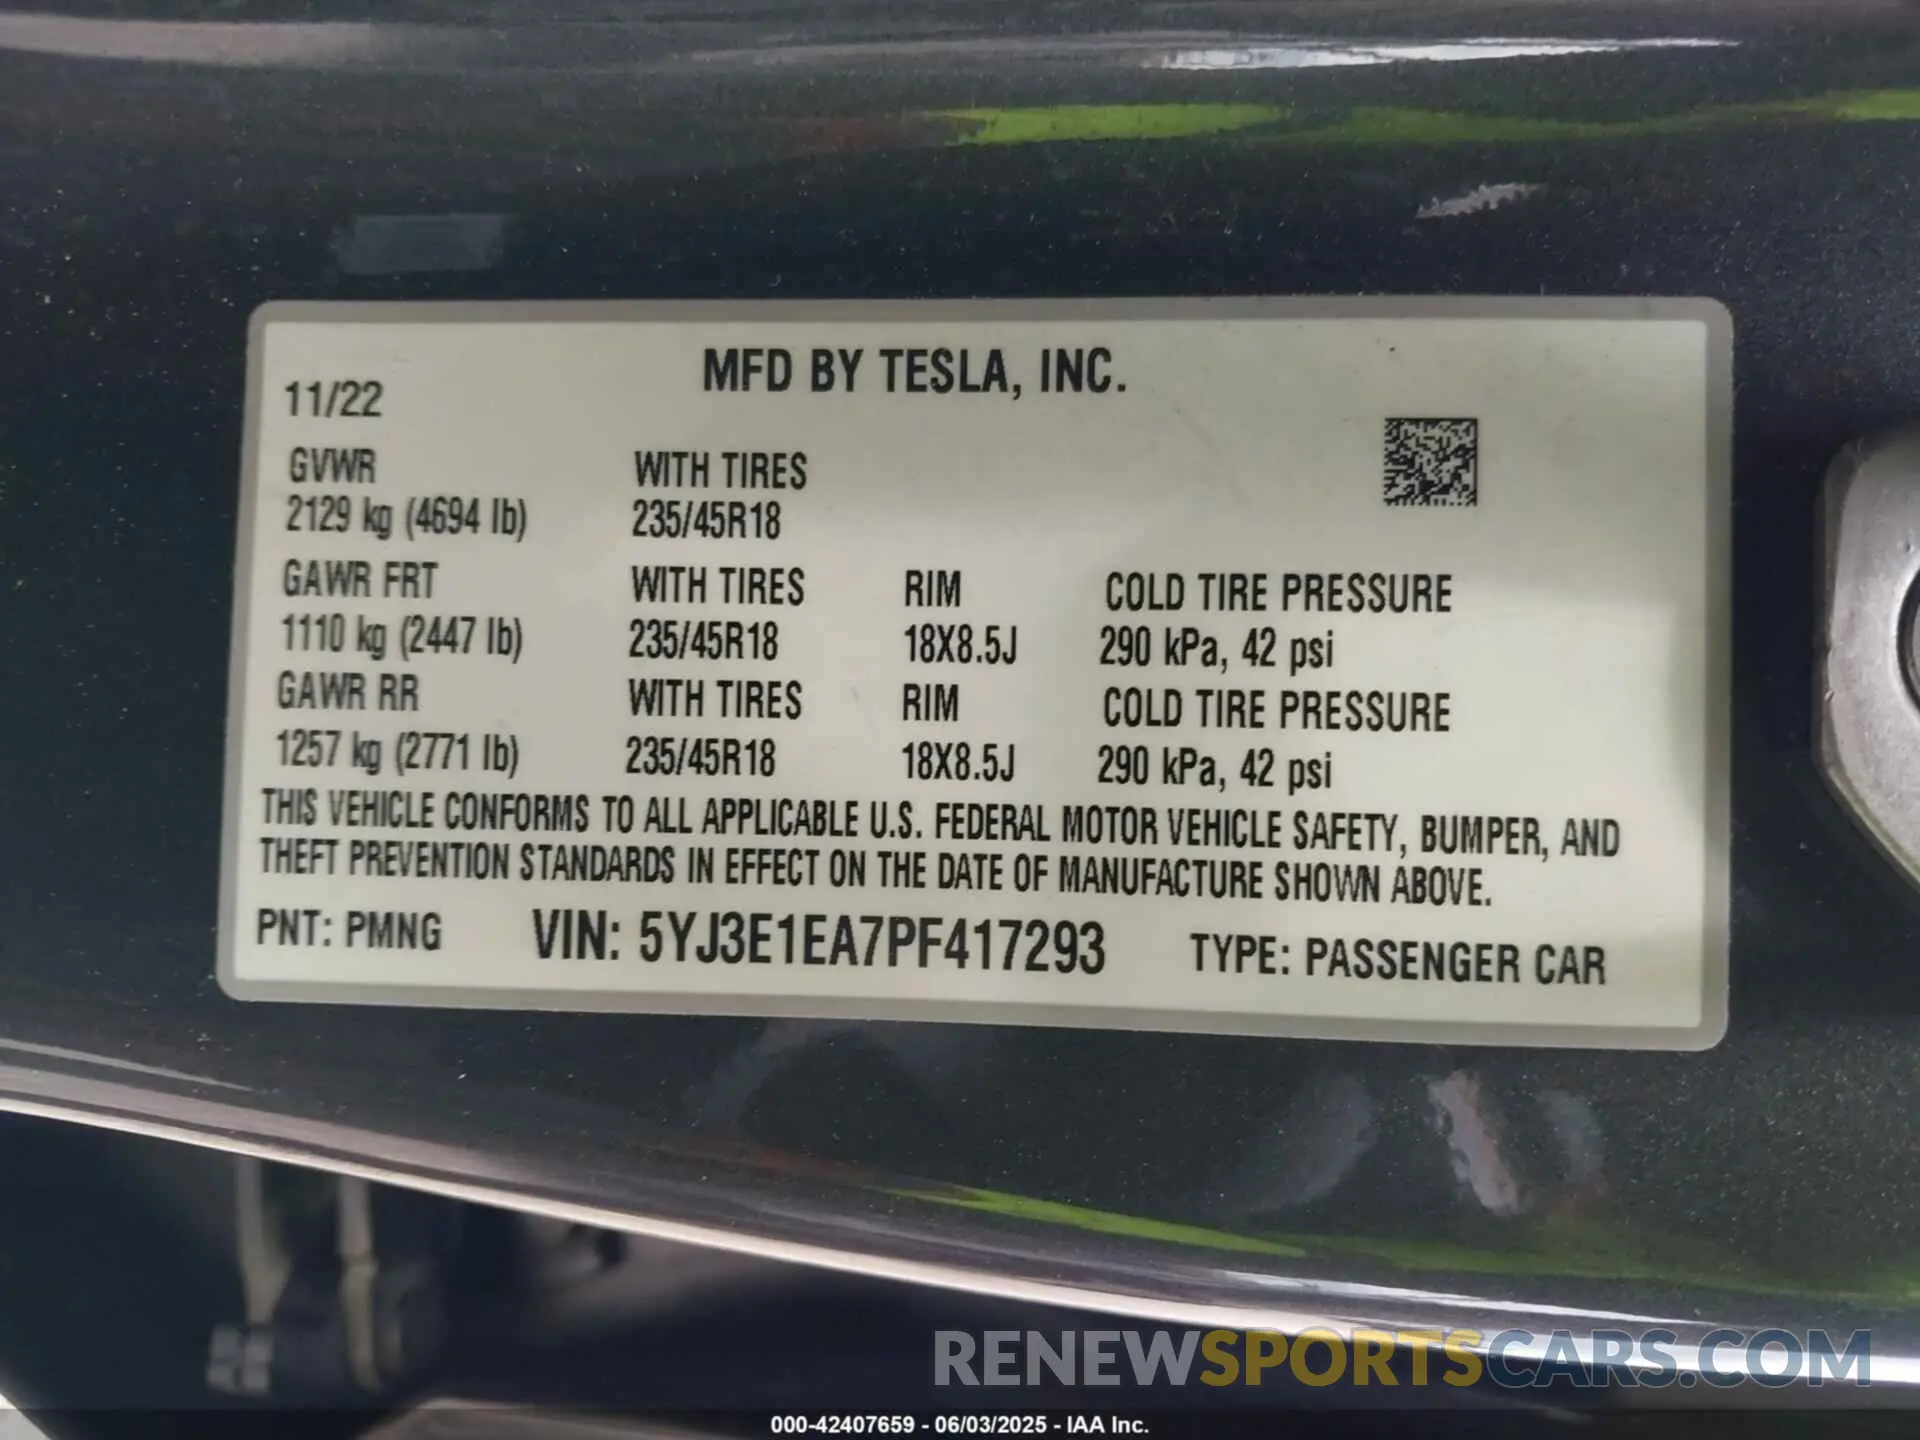 MFD BY TESLA, INC.
11/22
GVWR WITH TIRES
2129 kg (4694 lb) 235/45R18
GAWR FRT WITH TIRES RIM COLD TIRE PRESSURE
1110 kg (2447 lb) 235/45R18 18X8.5J 290 kPa, 42 psi
GAWR RR WITH TIRES RIM COLD TIRE PRESSURE
1257 kg (2771 lb) 235/45R18 18X8.5J 290 kPa, 42 psi
THIS VEHICLE CONFORMS TO ALL APPLICABLE U.S. FEDERAL MOTOR VEHICLE SAFETY, BUMPER, AND
THEFT PREVENTION STANDARDS IN EFFECT ON THE DATE OF MANUFACTURE SHOWN ABOVE.
PNT: PMNG VIN: 5YJ3E1EA7PF417293 TYPE: PASSENGER CAR
RENEWSPORTSCARS.COM
000-42407659 - 06/03/2025 - IAA Inc.